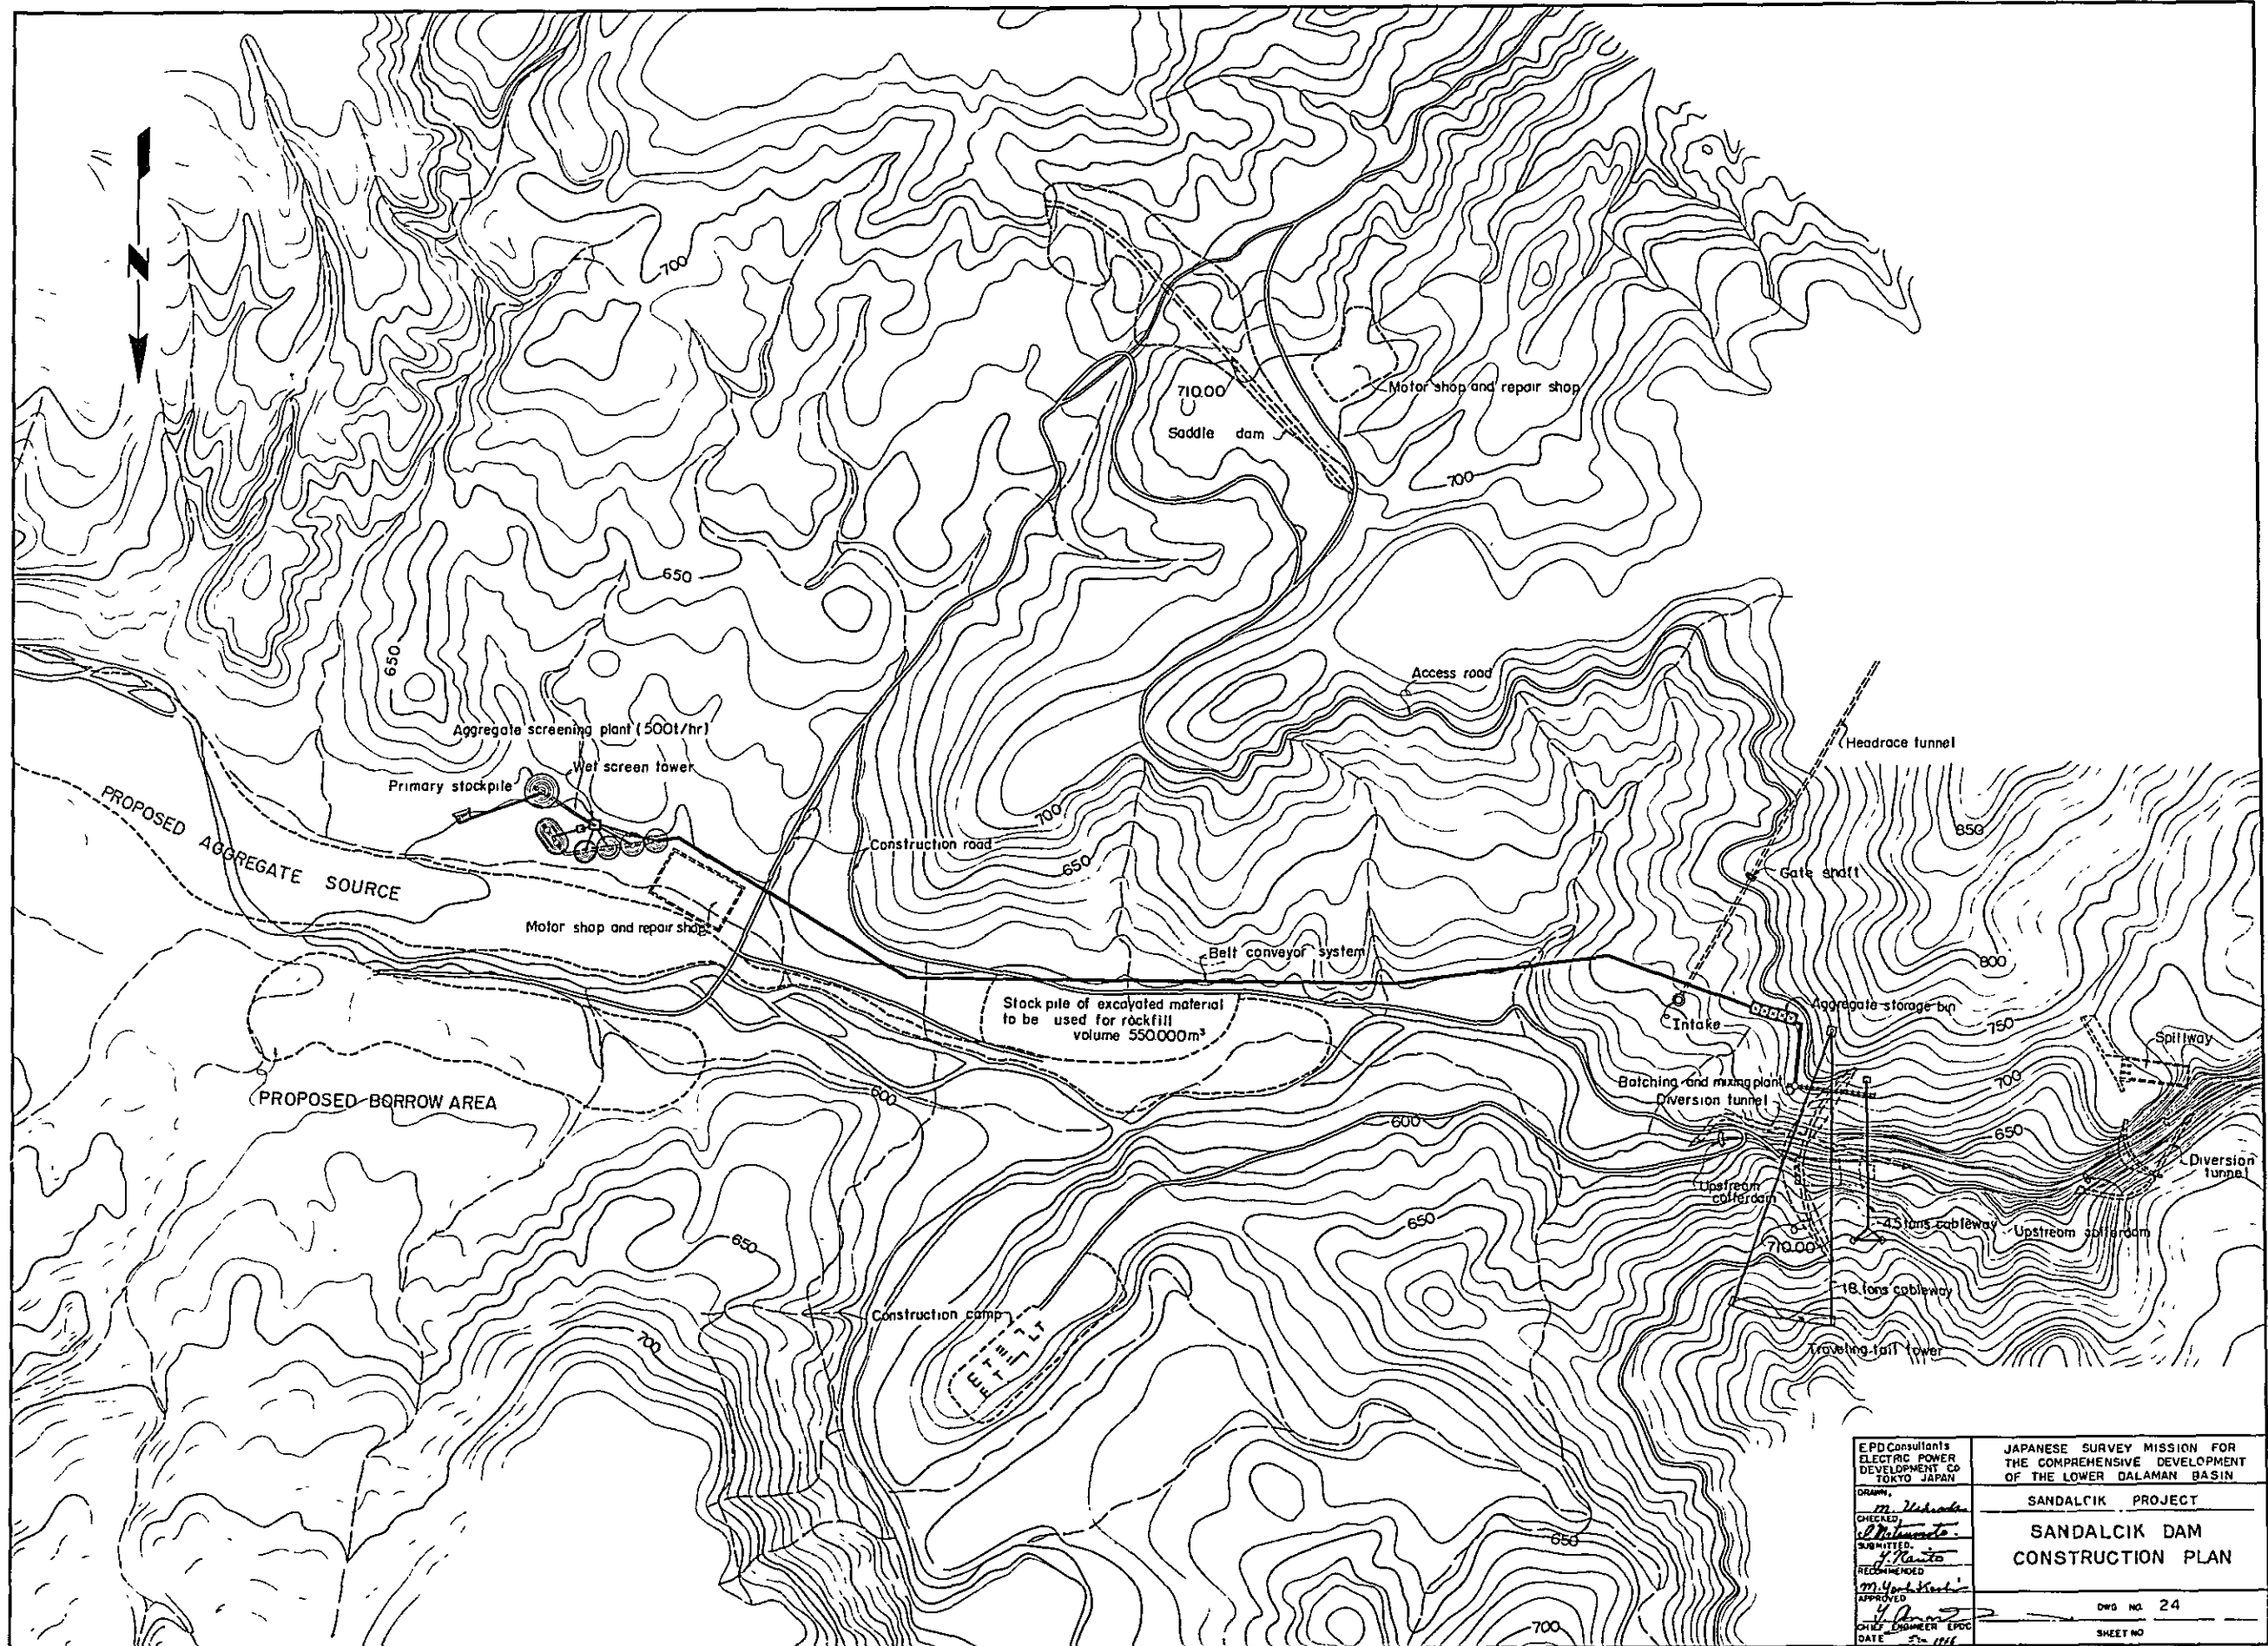 N
700
710.00
Saddle dam
Motor shop and repair shop
700
650
650
Access road
Aggregate screening plant (500t/hr)
Wet screen tower
Primary stockpile
Headrace tunnel
PROPOSED AGGREGATE SOURCE
700
850
Construction road
650
Gate shaft
Motor shop and repair shop
Belt conveyor system
800
Stock pile of excavated material
to be used for rockfill
volume 550.000m³
Intake
Aggregate storage bin
750
Spillway
Batching and mixing plant
Diversion tunnel
700
600
PROPOSED BORROW AREA
600
650
Diversion
tunnel
Upstream
cofferdam
650
4.5 tons cableway
Upstream cofferdam
650
710.00
18 tons cableway
Construction camp
700
Traveling tail tower
650
700
EPD Consultants
ELECTRIC POWER
DEVELOPMENT CO
TOKYO JAPAN
DRAWN.
CHECKED,
SUBMITTED.
RECOMMENDED
APPROVED
CHIEF ENGINEER EPDC
DATE
JAPANESE SURVEY MISSION FOR
THE COMPREHENSIVE DEVELOPMENT
OF THE LOWER DALAMAN BASIN
SANDALCIK PROJECT
SANDALCIK DAM
CONSTRUCTION PLAN
DWG NO. 24
SHEET NO